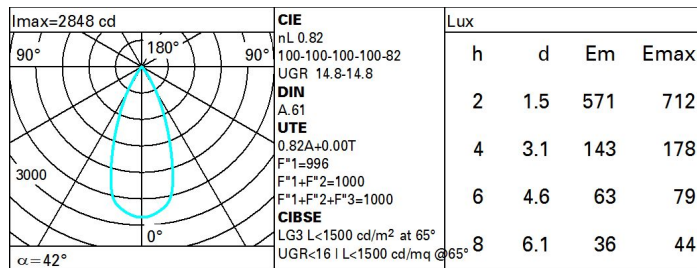 Imax=2848 cd
90°
180°
90°
3000
0°
α=42°
CIE
nL 0.82
100-100-100-100-82
UGR 14.8-14.8
DIN
A.61
UTE
0.82A+0.00T
F"1=996
F"1+F"2=1000
F"1+F"2+F"3=1000
CIBSE
LG3 L<1500 cd/m² at 65°
UGR<16 | L<1500 cd/mq @65°
Lux
h d Em Emax
2 1.5 571 712
4 3.1 143 178
6 4.6 63 79
8 6.1 36 44